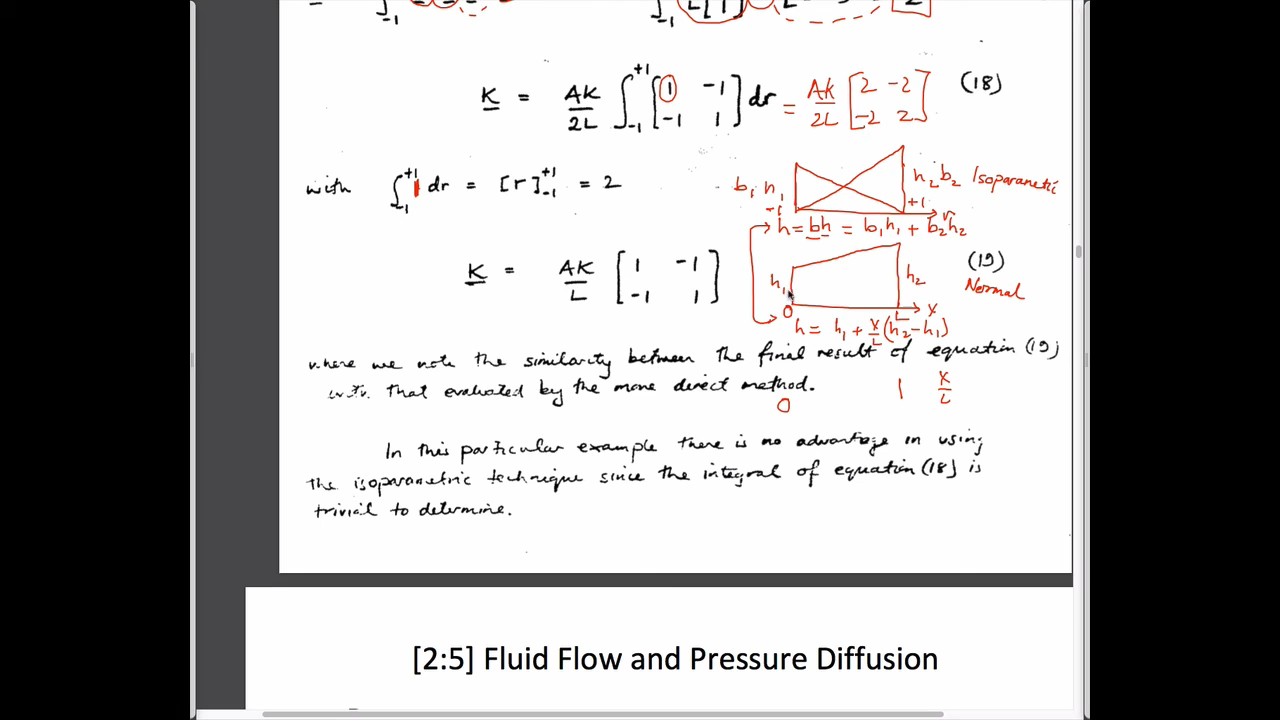 K = AK/2L ∫_{-1}^{+1} [1 -1; -1 1] dr = Ak/2L [2 -2; -2 2] (18)
with ∫_{-1}^{+1} 1 dr = [r]_{-1}^{+1} = 2
b₁ h₁ h₂ b₂ Isoparametric
-1 +1 r
h = bh = b₁h₁ + b₂h₂
K = AK/L [1 -1; -1 1] (19)
h₁ h₂ Normal
0 L x
h = h₁ + x/L (h₂ - h₁)
where we note the similarity between the final result of equation (19)
with that evaluated by the more direct method.
0 1 x/L
In this particular example there is no advantage in using
the isoparametric technique since the integral of equation (18) is
trivial to determine.
[2:5] Fluid Flow and Pressure Diffusion